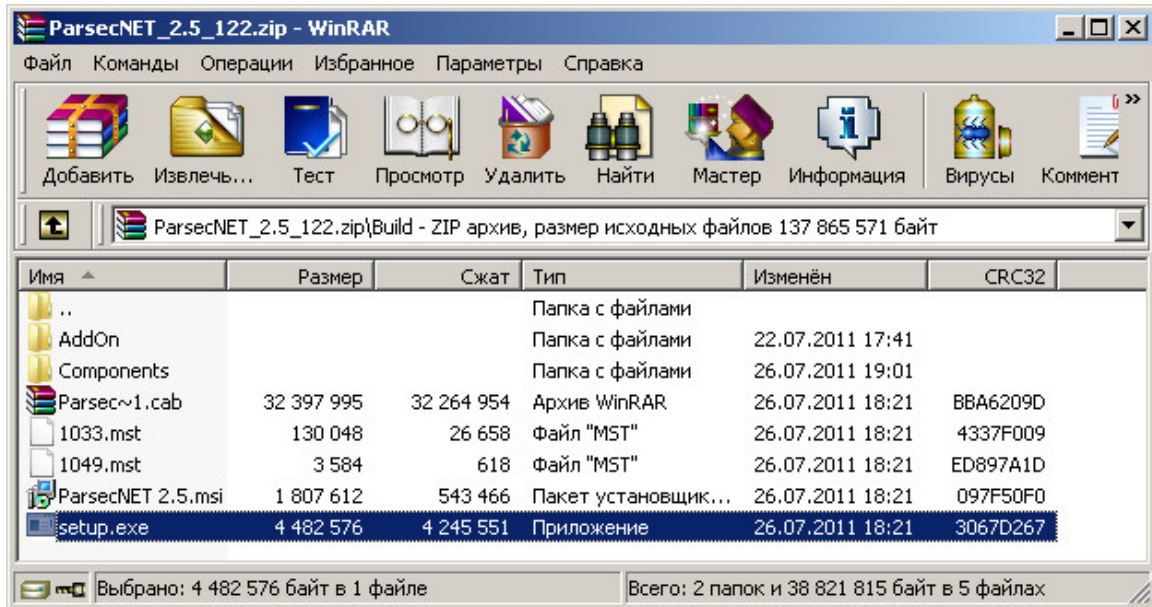 ParsecNET_2.5_122.zip - WinRAR
Файл Команды Операции Избранное Параметры Справка
Добавить Извлечь... Тест Просмотр Удалить Найти Мастер Информация Вирусы Коммент
ParsecNET_2.5_122.zip\Build - ZIP архив, размер исходных файлов 137 865 571 байт
Имя Размер Сжат Тип Изменён CRC32
.. Папка с файлами
AddOn Папка с файлами 22.07.2011 17:41
Components Папка с файлами 26.07.2011 19:01
Parsec~1.cab 32 397 995 32 264 954 Архив WinRAR 26.07.2011 18:21 BBA6209D
1033.mst 130 048 26 658 Файл "MST" 26.07.2011 18:21 4337F009
1049.mst 3 584 618 Файл "MST" 26.07.2011 18:21 ED897A1D
ParsecNET 2.5.msi 1 807 612 543 466 Пакет установщик... 26.07.2011 18:21 097F50F0
setup.exe 4 482 576 4 245 551 Приложение 26.07.2011 18:21 3067D267
Выбрано: 4 482 576 байт в 1 файле Всего: 2 папок и 38 821 815 байт в 5 файлах